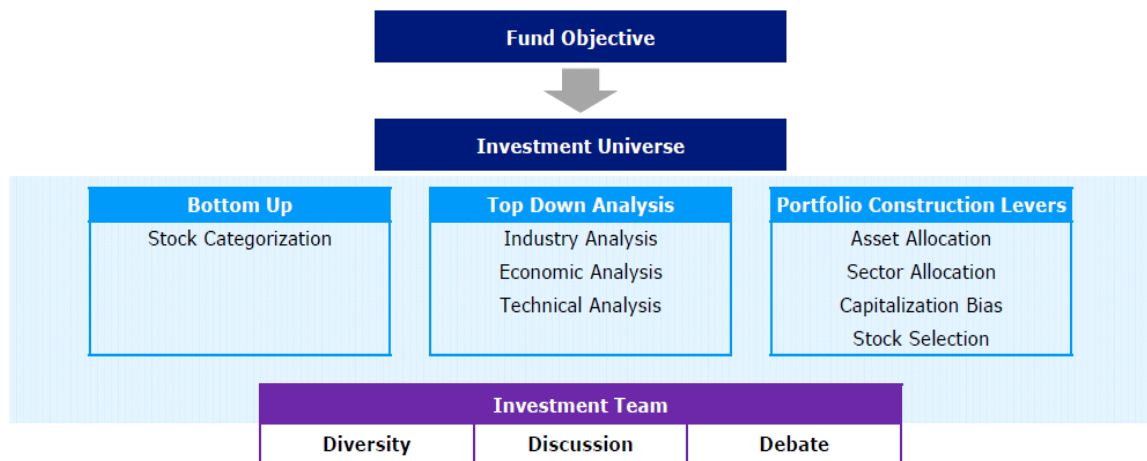 Fund Objective
Investment Universe
Bottom Up
Stock Categorization
Top Down Analysis
Industry Analysis
Economic Analysis
Technical Analysis
Portfolio Construction Levers
Asset Allocation
Sector Allocation
Capitalization Bias
Stock Selection
Investment Team
Diversity
Discussion
Debate